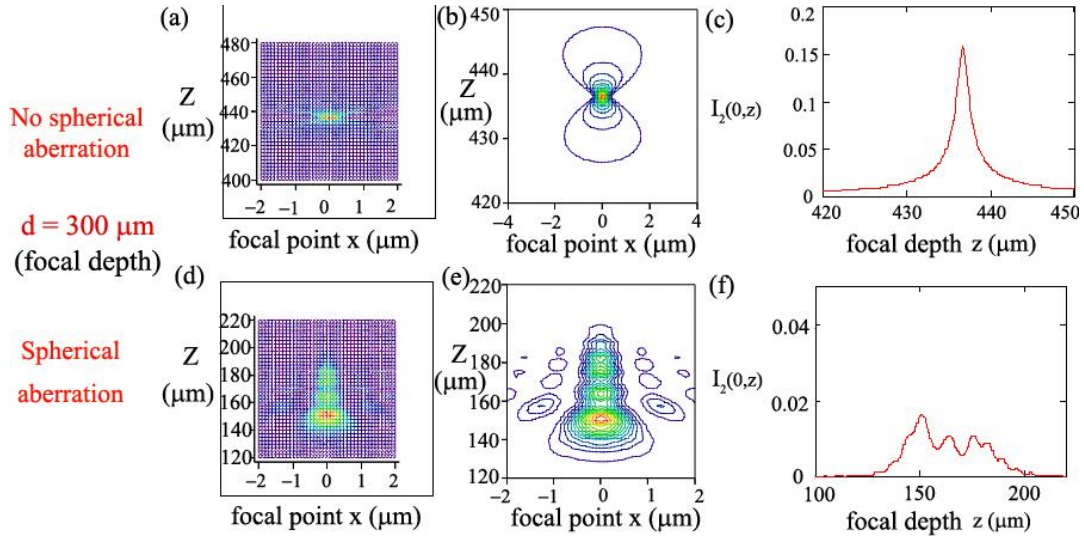 No spherical
aberration
d = 300 μm
(focal depth)
Spherical
aberration
(a)
480
460
440
420
400
Z
(μm)
−2 −1 0 1 2
focal point x (μm)
(b)
450
440
430
420
Z
(μm)
−4 −2 0 2 4
focal point x (μm)
(c)
0.2
0.15
0.1
0.05
0
I₂(0,z)
420 430 440 450
focal depth z (μm)
(d)
220
200
180
160
140
120
Z
(μm)
−2 −1 0 1 2
focal point x (μm)
(e)
220
200
180
160
140
120
Z
(μm)
−2 −1 0 1 2
focal point x (μm)
(f)
0.04
0.02
0
I₂(0,z)
100 150 200
focal depth z (μm)